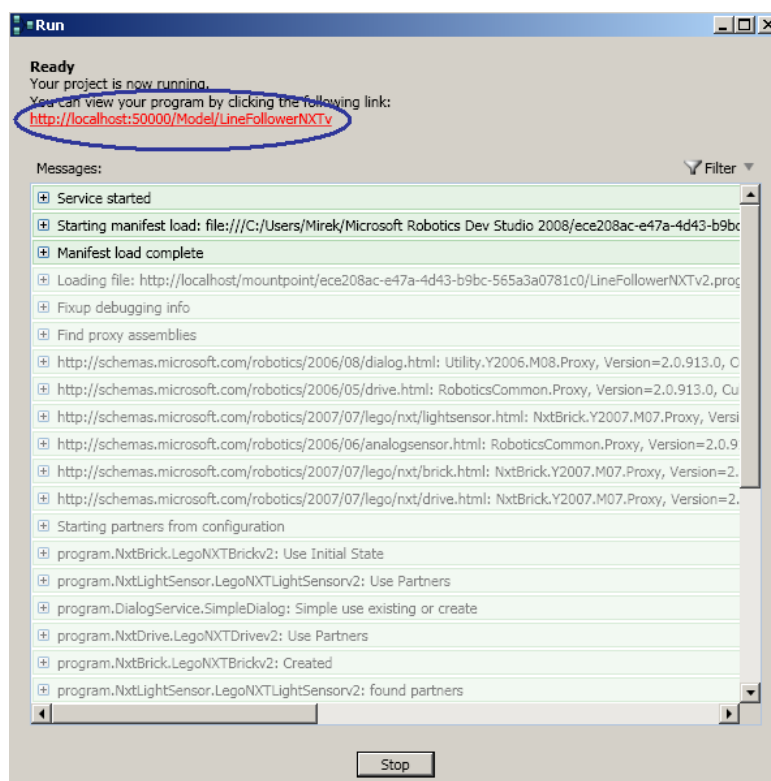 Run
Ready
Your project is now running.
You can view your program by clicking the following link:
http://localhost:50000/Model/LineFollowerNXTv
Messages:
Filter
Service started
Starting manifest load: file:///C:/Users/Mirek/Microsoft Robotics Dev Studio 2008/ece208ac-e47a-4d43-b9bc
Manifest load complete
Loading file: http://localhost/mountpoint/ece208ac-e47a-4d43-b9bc-565a3a0781c0/LineFollowerNXTv2.prog
Fixup debugging info
Find proxy assemblies
http://schemas.microsoft.com/robotics/2006/08/dialog.html: Utility.Y2006.M08.Proxy, Version=2.0.913.0, C
http://schemas.microsoft.com/robotics/2006/05/drive.html: RoboticsCommon.Proxy, Version=2.0.913.0, Cu
http://schemas.microsoft.com/robotics/2007/07/lego/nxt/lightsensor.html: NxtBrick.Y2007.M07.Proxy, Versi
http://schemas.microsoft.com/robotics/2006/06/analogsensor.html: RoboticsCommon.Proxy, Version=2.0.9
http://schemas.microsoft.com/robotics/2007/07/lego/nxt/brick.html: NxtBrick.Y2007.M07.Proxy, Version=2.
http://schemas.microsoft.com/robotics/2007/07/lego/nxt/drive.html: NxtBrick.Y2007.M07.Proxy, Version=2.
Starting partners from configuration
program.NxtBrick.LegoNXTBrickv2: Use Initial State
program.NxtLightSensor.LegoNXTLightSensorv2: Use Partners
program.DialogService.SimpleDialog: Simple use existing or create
program.NxtDrive.LegoNXTDrivev2: Use Partners
program.NxtBrick.LegoNXTBrickv2: Created
program.NxtLightSensor.LegoNXTLightSensorv2: found partners
Stop